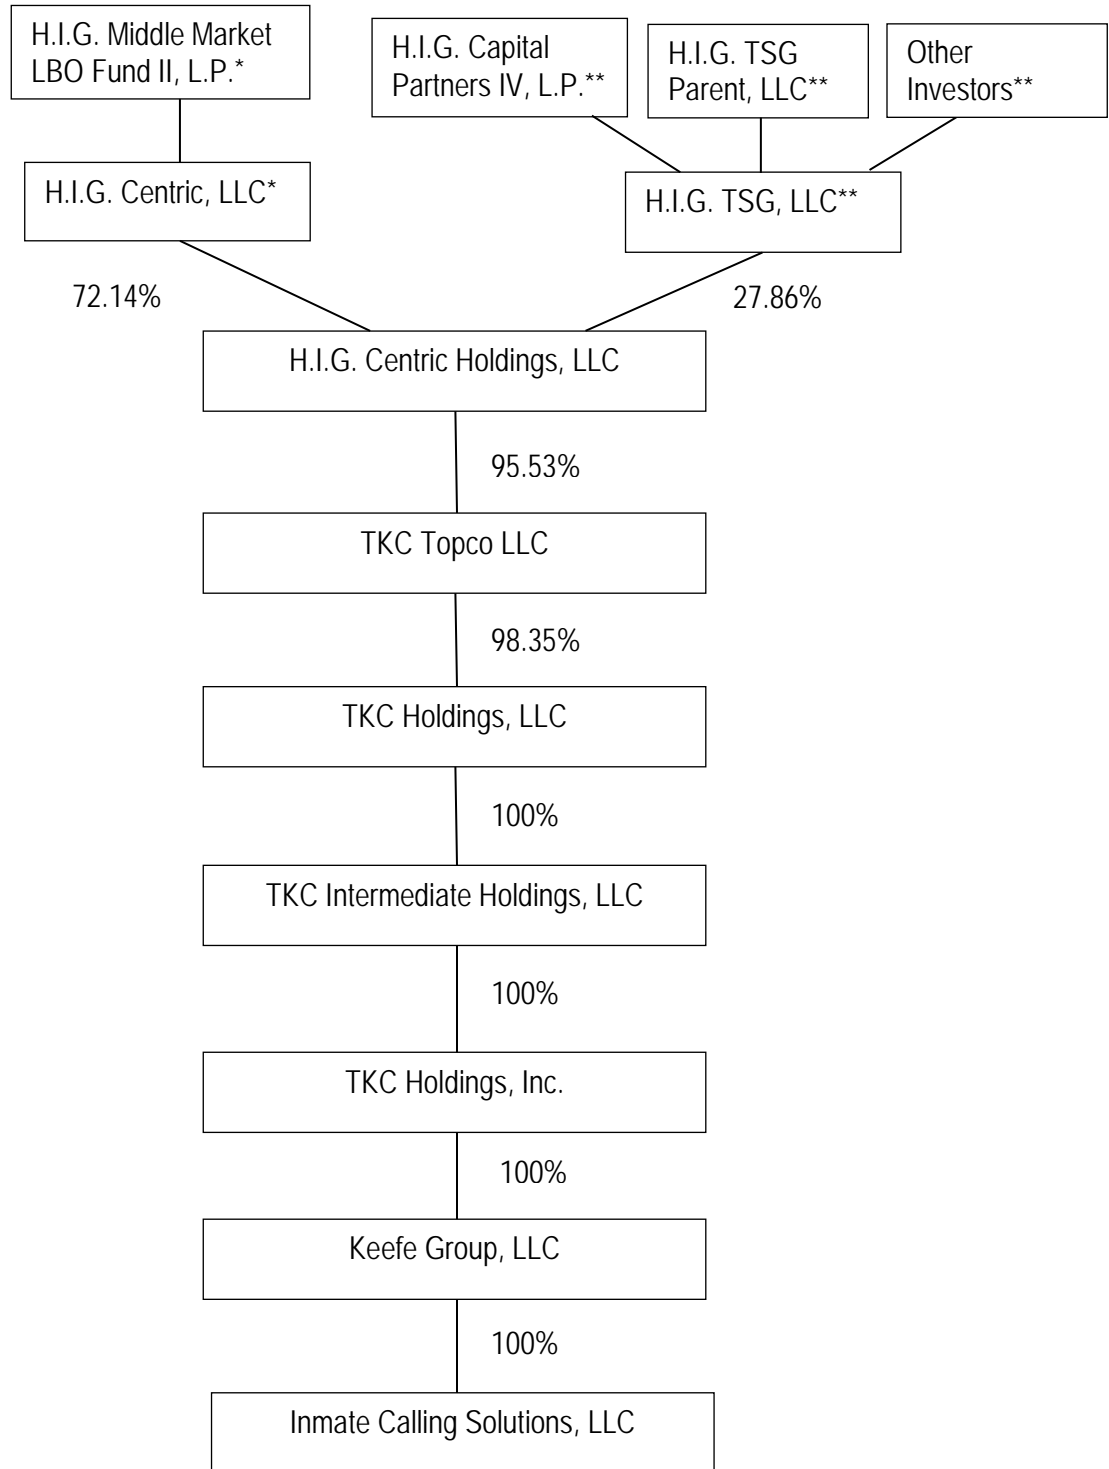 H.I.G. Middle Market
LBO Fund II, L.P.*
H.I.G. Capital
Partners IV, L.P.**
H.I.G. TSG
Parent, LLC**
Other
Investors**
H.I.G. Centric, LLC*
H.I.G. TSG, LLC**
72.14%
27.86%
H.I.G. Centric Holdings, LLC
95.53%
TKC Topco LLC
98.35%
TKC Holdings, LLC
100%
TKC Intermediate Holdings, LLC
100%
TKC Holdings, Inc.
100%
Keefe Group, LLC
100%
Inmate Calling Solutions, LLC